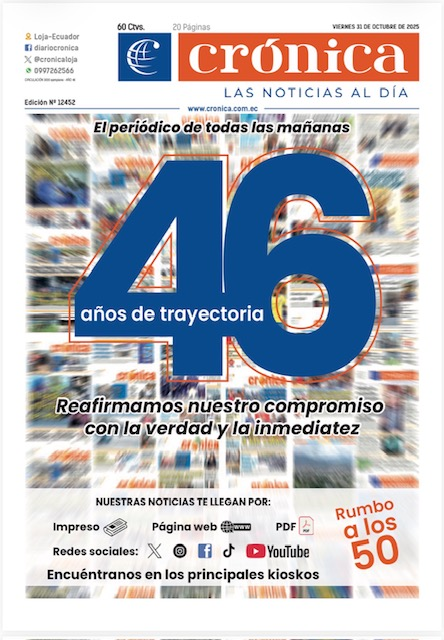 Loja-Ecuador
diariocronica
@cronicaloja
0997262566
60 Ctvs.
20 Páginas
VIERNES 31 DE OCTUBRE DE 2025
crónica
LAS NOTICIAS AL DÍA
Edición Nº 12452
www.cronica.com.ec
El periódico de todas las mañanas
46
años de trayectoria
Reafirmamos nuestro compromiso
con la verdad y la inmediatez
NUESTRAS NOTICIAS TE LLEGAN POR:
Impreso Página web www PDF
Redes sociales: YouTube
Encuéntranos en los principales kioskos
Rumbo
a los
50